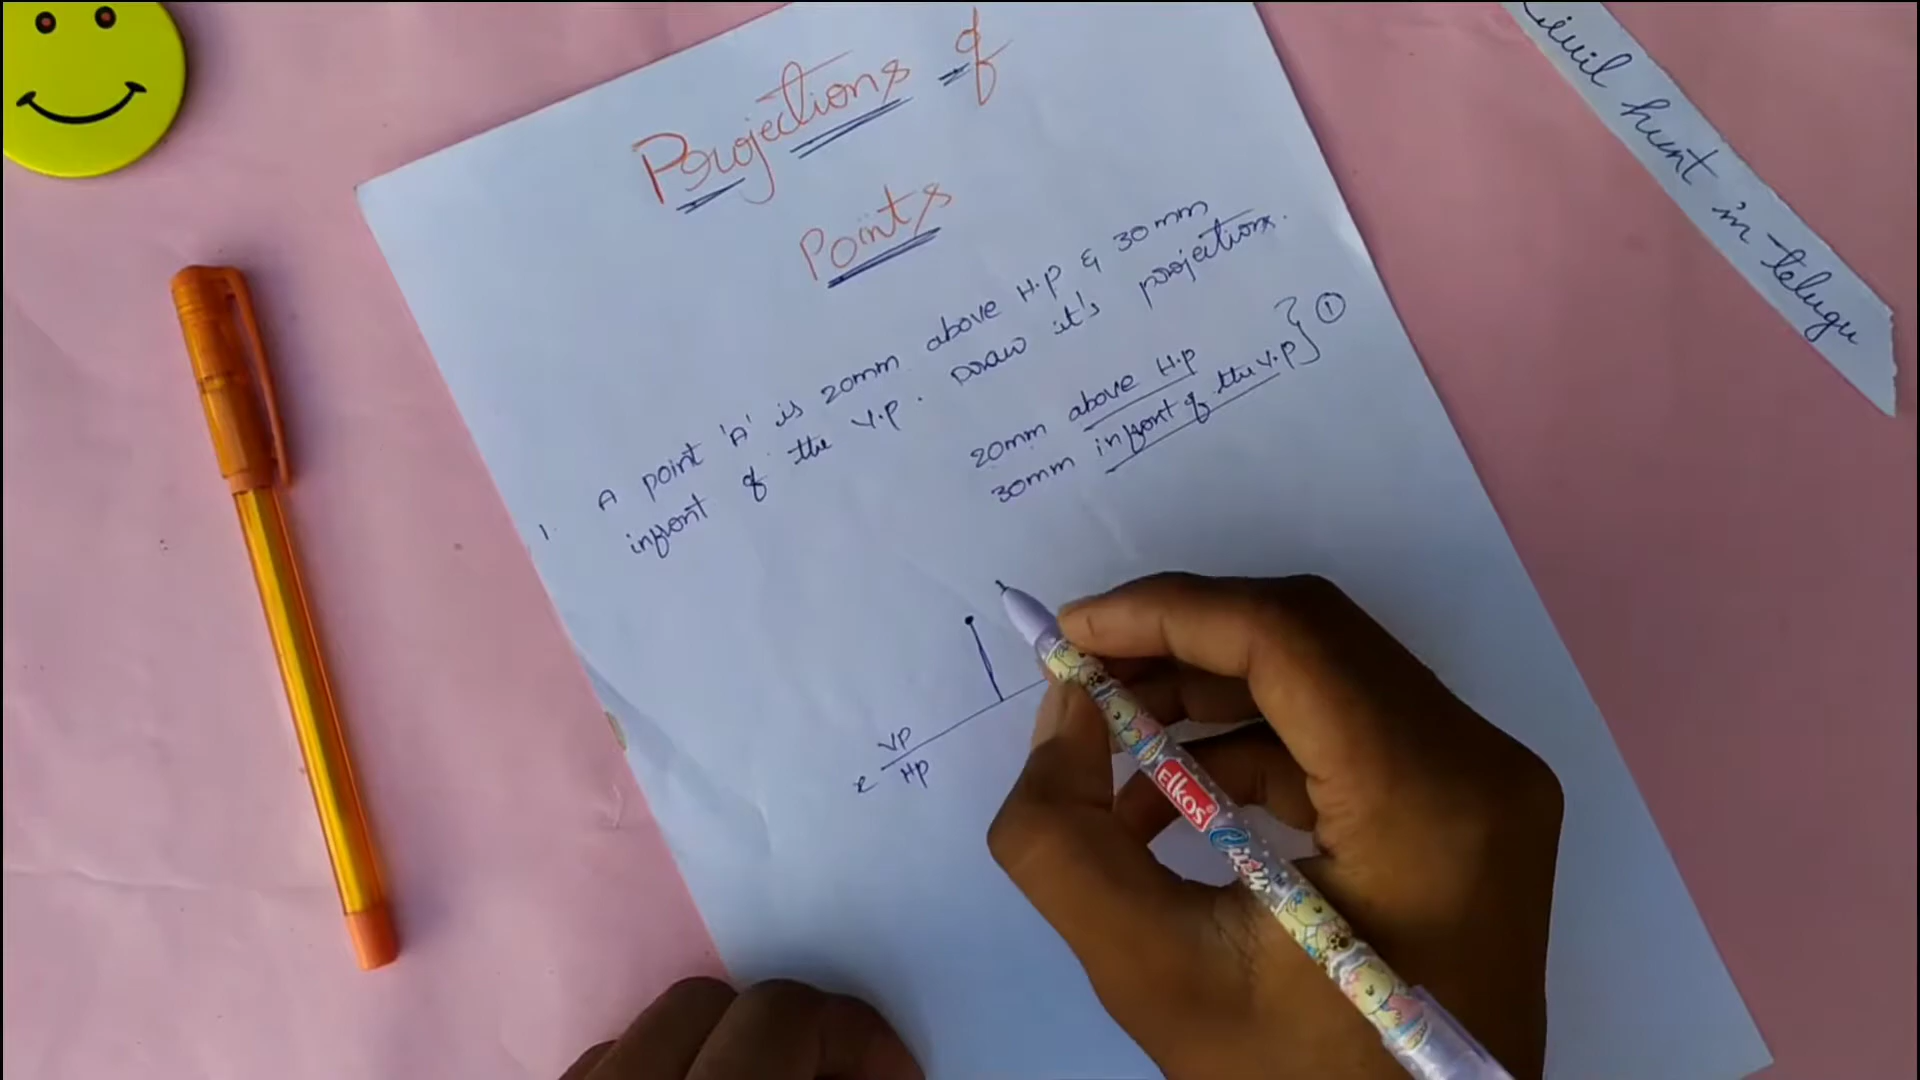 Projections of
Points
1. A point 'A' is 20mm above H.P & 30mm
infront of the V.P. Draw it's projections.
20mm above H.P
30mm infront of the V.P } ①
VP
x HP
Elkos
Civil hunt in telugu